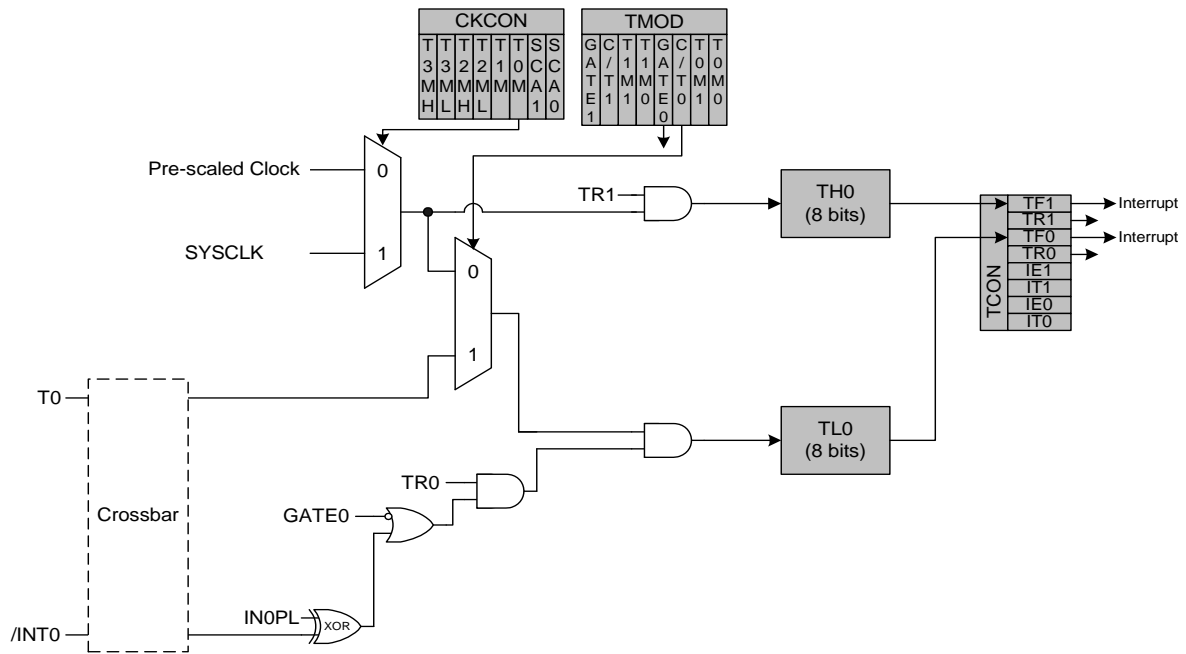 CKCON
T3MH
T3ML
T2MH
T2ML
T1M
T0M
SCA1
SCA0
TMOD
GATE1
C/T1
T1M1
T1M0
GATE0
C/T0
T0M1
T0M0
Pre-scaled Clock
0
SYSCLK
1
TR1
TH0
(8 bits)
TCON
TF1
TR1
TF0
TR0
IE1
IT1
IE0
IT0
Interrupt
Interrupt
0
1
T0
Crossbar
TL0
(8 bits)
TR0
GATE0
IN0PL
XOR
/INT0